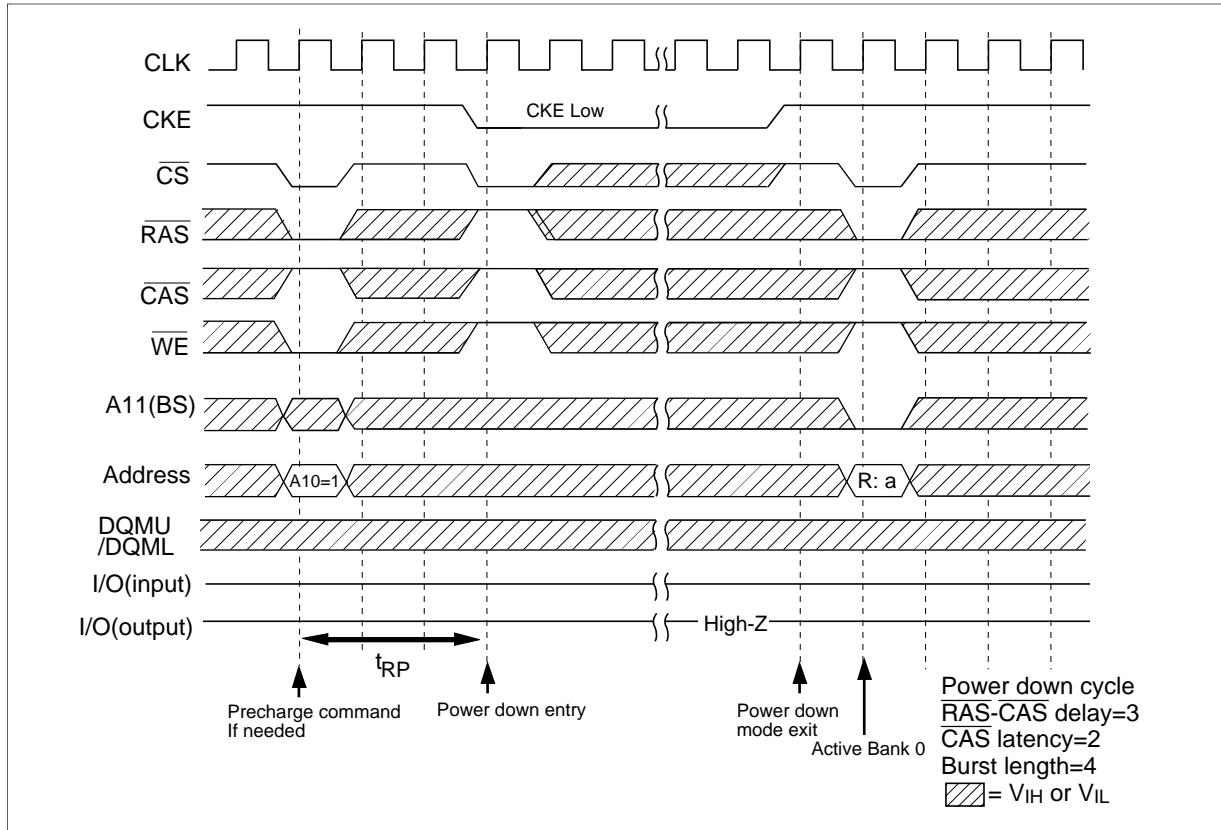 CLK
CKE
CKE Low
CS
RAS
CAS
WE
A11(BS)
Address
A10=1
R: a
DQMU
/DQML
I/O(input)
I/O(output)
High-Z
tRP
Precharge command
If needed
Power down entry
Power down
mode exit
Active Bank 0
Power down cycle
RAS-CAS delay=3
CAS latency=2
Burst length=4
= VIH or VIL